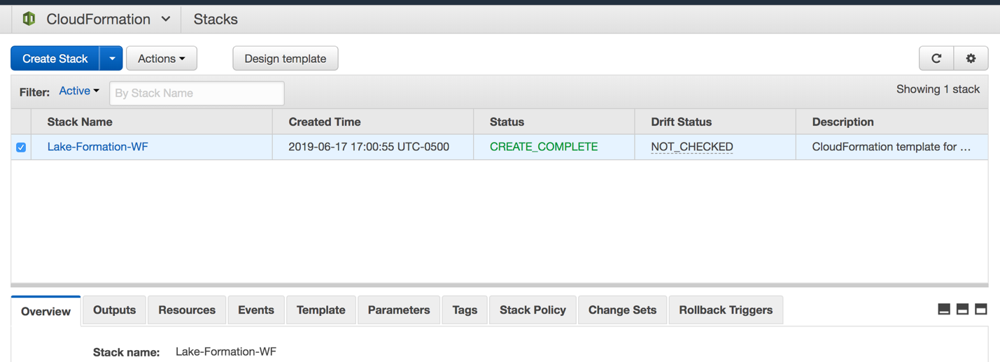 CloudFormation Stacks
Create Stack Actions Design template
Filter: Active By Stack Name Showing 1 stack
Stack Name Created Time Status Drift Status Description
Lake-Formation-WF 2019-06-17 17:00:55 UTC-0500 CREATE_COMPLETE NOT_CHECKED CloudFormation template for …
Overview Outputs Resources Events Template Parameters Tags Stack Policy Change Sets Rollback Triggers
Stack name: Lake-Formation-WF